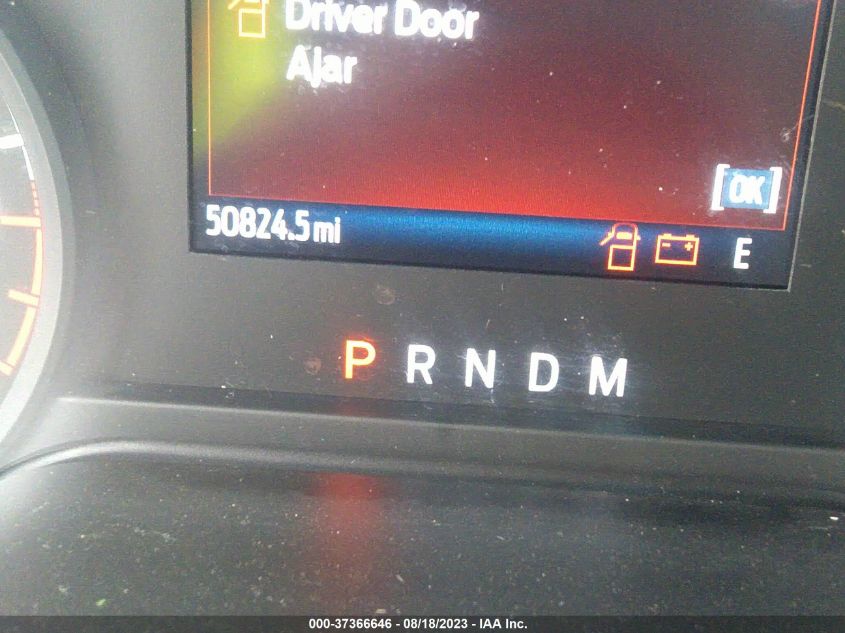 Driver Door
Ajar
[OK]
50824.5 mi
E
P R N D M
000-37366646 - 08/18/2023 - IAA Inc.